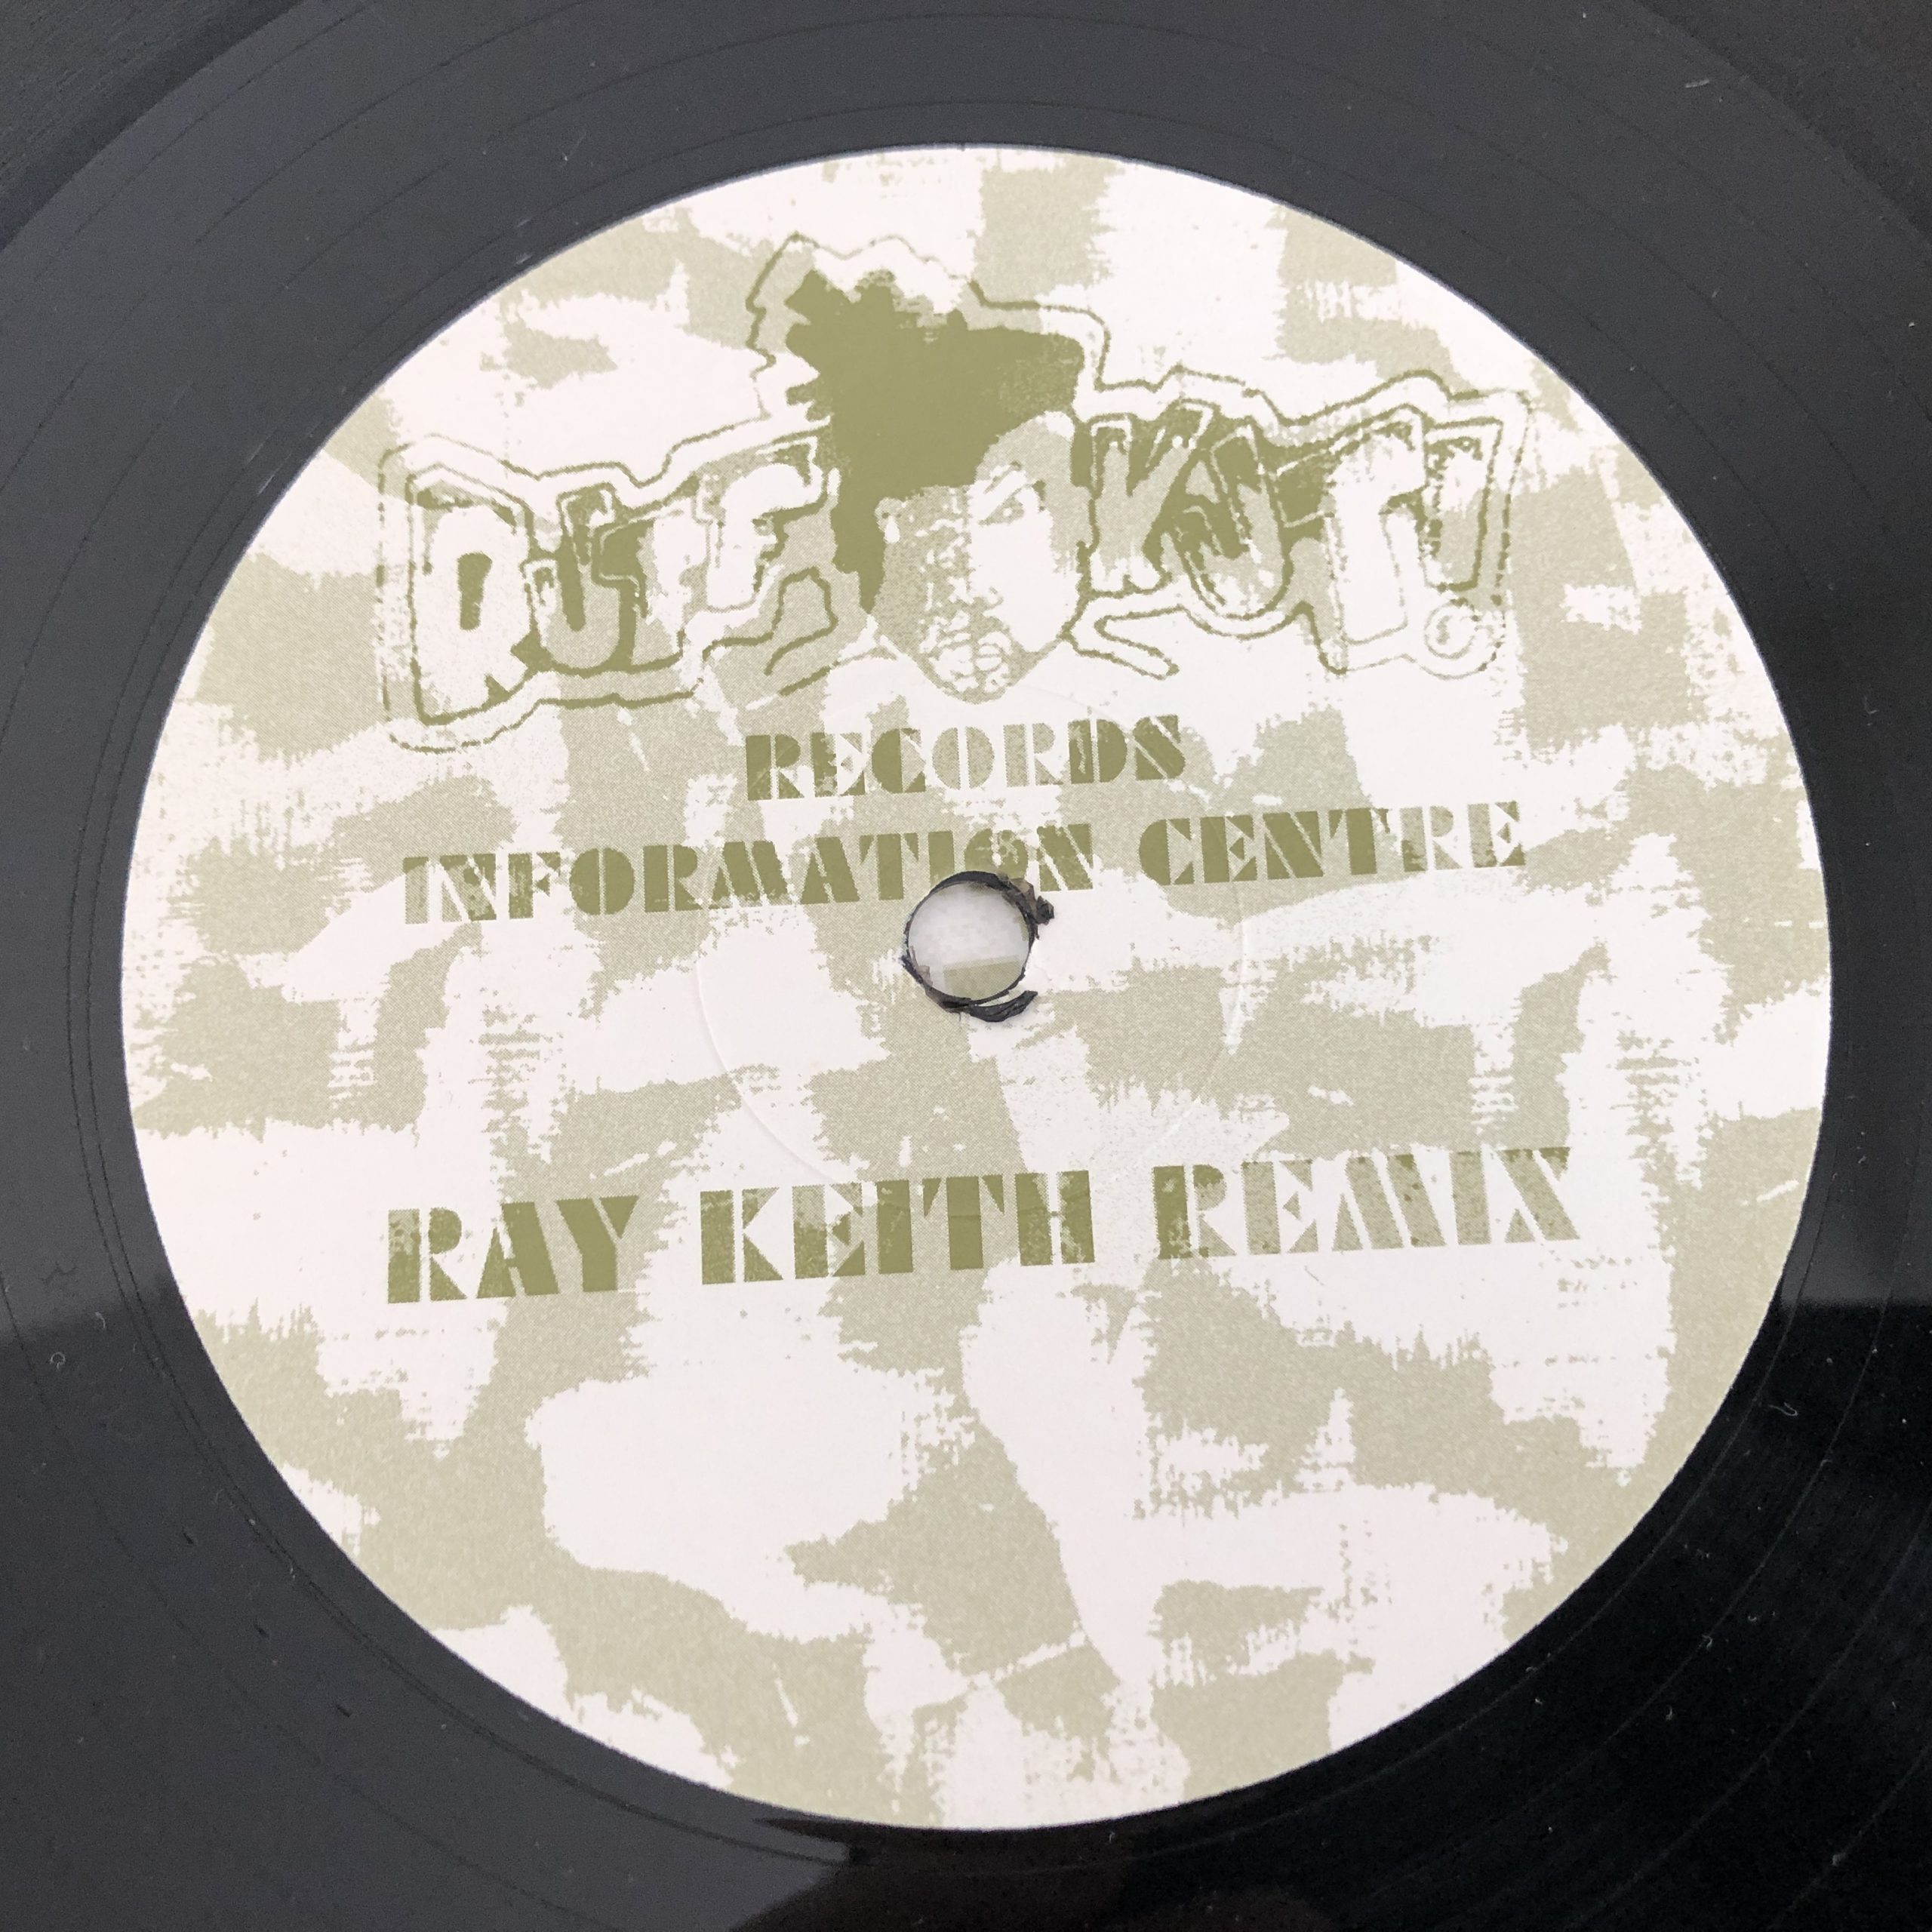 RUFF KUT!
RECORDS
INFORMATION CENTRE
RAY KEITH REMIX